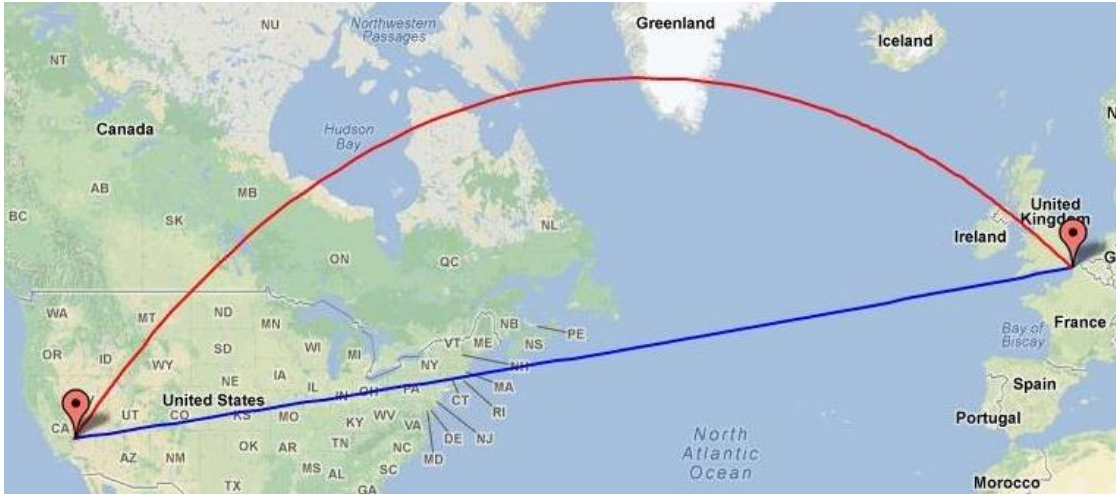 NU
Northwestern
Passages
Greenland
Iceland
NT
Canada
Hudson
Bay
AB
MB
BC
SK
NL
United
Kingdom
Ireland
ON
QC
WA
MT
ND
MN
NB
PE
France
OR
ID
SD
WI
MI
VT
ME
NS
Bay of
Biscay
WY
NY
NH
NE
IA
IL
IN
OH
PA
MA
Spain
United States
CT
RI
Portugal
CA
UT
CO
KS
MO
KY
WV
VA
DE
NJ
MD
North
Atlantic
Ocean
AZ
NM
OK
AR
TN
NC
MS
AL
SC
TX
GA
Morocco